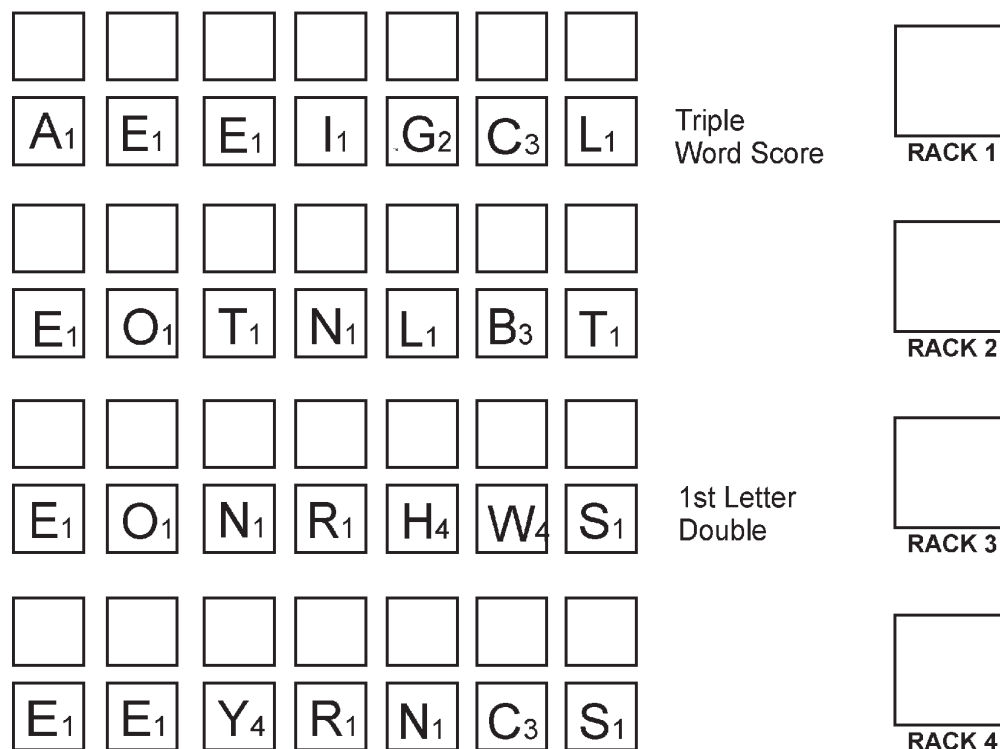 A1 E1 E1 I1 G2 C3 L1
Triple
Word Score
RACK 1
E1 O1 T1 N1 L1 B3 T1
RACK 2
E1 O1 N1 R1 H4 W4 S1
1st Letter
Double
RACK 3
E1 E1 Y4 R1 N1 C3 S1
RACK 4